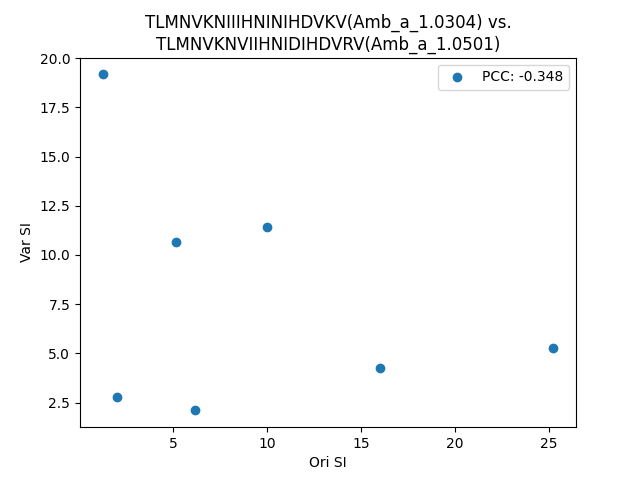 TLMNVKNIIIHNINIHDVKV(Amb_a_1.0304) vs.
TLMNVKNVIIHNIDIHDVRV(Amb_a_1.0501)
PCC: -0.348
20.0
17.5
15.0
12.5
10.0
7.5
5.0
2.5
Var SI
5
10
15
20
25
Ori SI